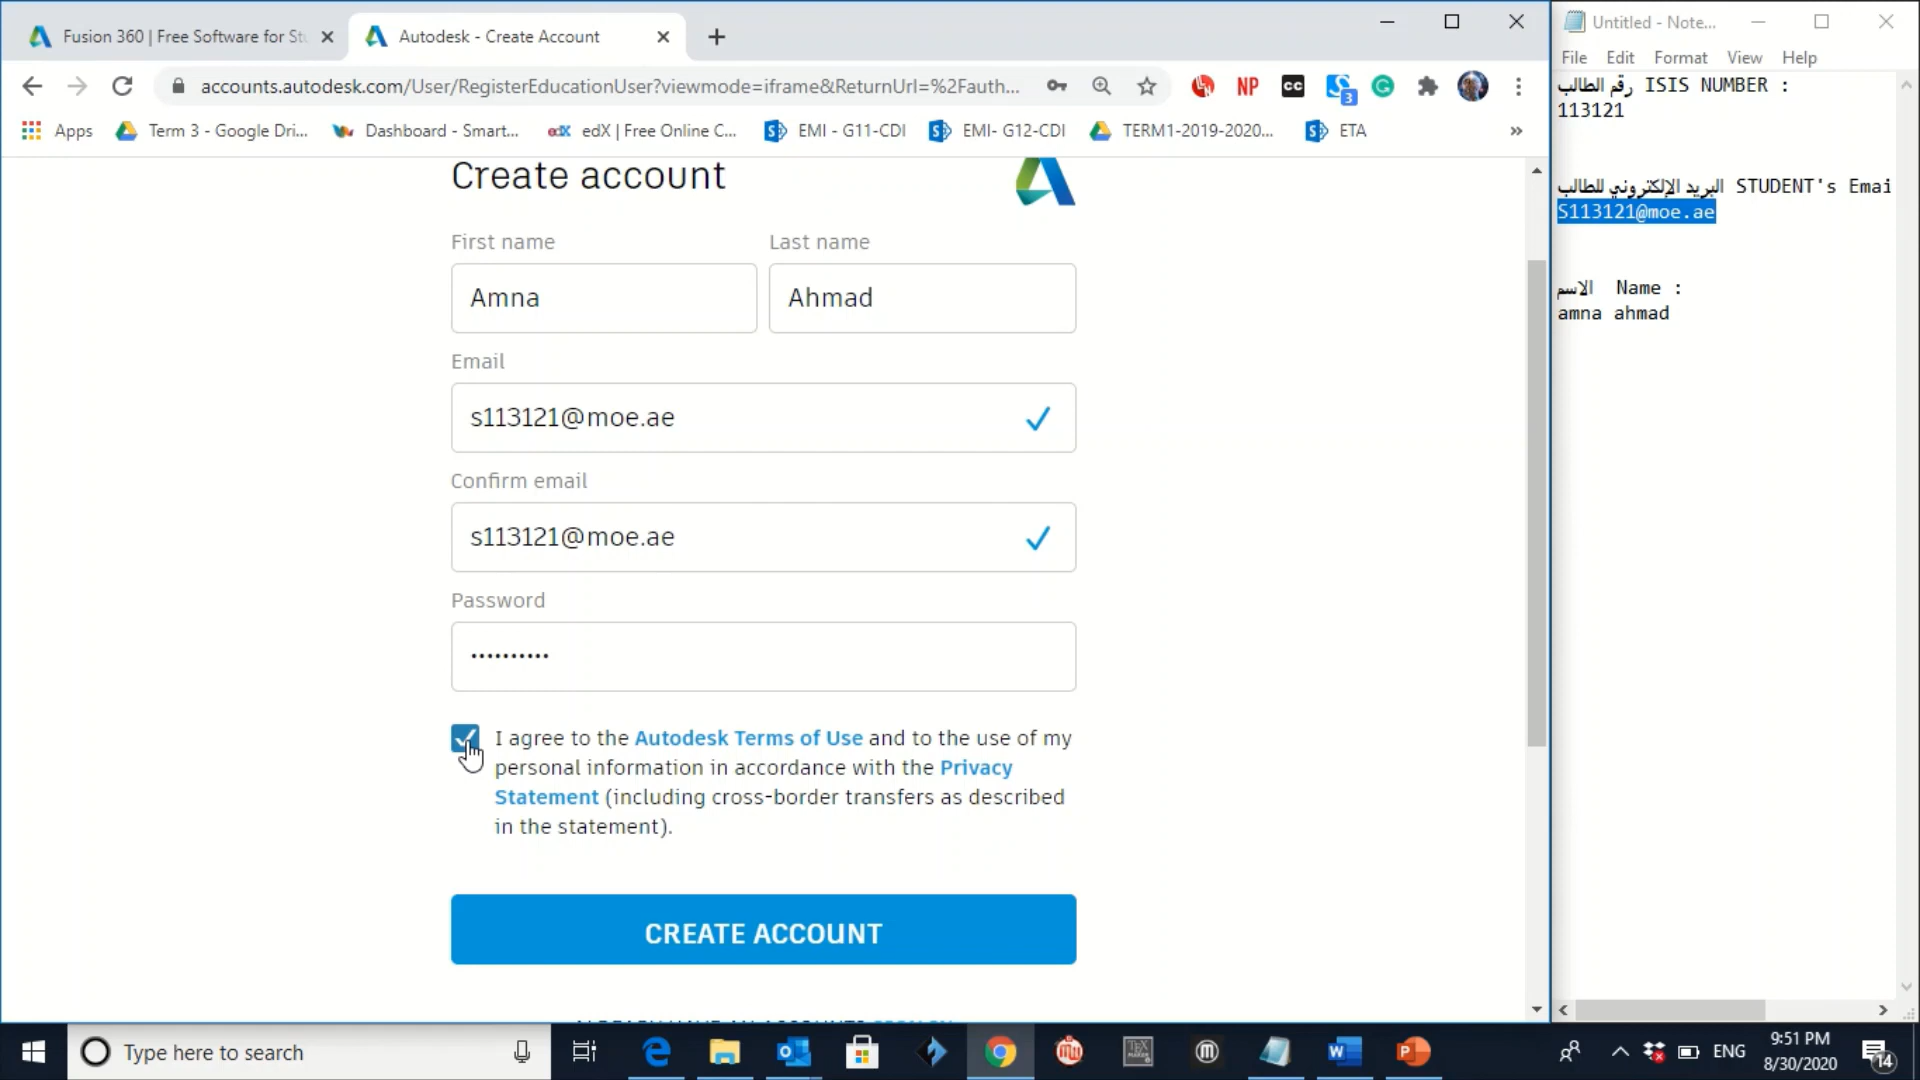 Fusion 360 | Free Software for Stu
Autodesk - Create Account
accounts.autodesk.com/User/RegisterEducationUser?viewmode=iframe&ReturnUrl=%2Fauth...
NP
CC
3
Apps
Term 3 - Google Dri...
Dashboard - Smart...
edX
edX | Free Online C...
EMI - G11-CDI
EMI- G12-CDI
TERM1-2019-2020...
ETA
»
Create account
First name
Last name
Amna
Ahmad
Email
s113121@moe.ae
Confirm email
s113121@moe.ae
Password
••••••••••
I agree to the Autodesk Terms of Use and to the use of my
personal information in accordance with the Privacy
Statement (including cross-border transfers as described
in the statement).
CREATE ACCOUNT
Untitled - Note...
File Edit Format View Help
رقم الطالب ISIS NUMBER :
113121
البريد الإلكتروني للطالب STUDENT's Emai
S113121@moe.ae
الاسم Name :
amna ahmad
Type here to search
ENG
9:51 PM
8/30/2020
14